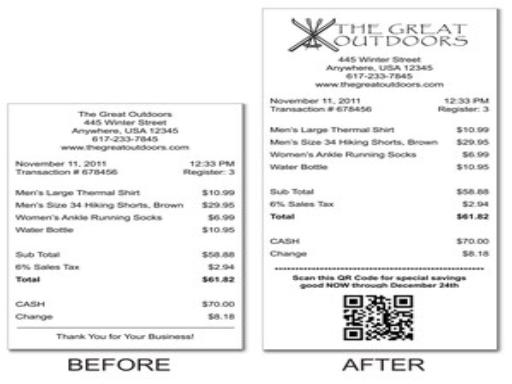 The Great Outdoors
445 Winter Street
Anywhere, USA 12345
617-233-7845
www.thegreatoutdoors.com
November 11, 2011 12:33 PM
Transaction # 678456 Register: 3
Men's Large Thermal Shirt $10.99
Men's Size 34 Hiking Shorts, Brown $29.95
Women's Ankle Running Socks $6.99
Water Bottle $10.95
Sub Total $58.88
6% Sales Tax $2.94
Total $61.82
CASH $70.00
Change $8.18
Thank You for Your Business!
BEFORE
THE GREAT
OUTDOORS
445 Winter Street
Anywhere, USA 12345
617-233-7845
www.thegreatoutdoors.com
November 11, 2011 12:33 PM
Transaction # 678456 Register: 3
Men's Large Thermal Shirt $10.99
Men's Size 34 Hiking Shorts, Brown $29.95
Women's Ankle Running Socks $6.99
Water Bottle $10.95
Sub Total $58.88
6% Sales Tax $2.94
Total $61.82
CASH $70.00
Change $8.18
Scan this QR Code for special savings
good NOW through December 24th
AFTER